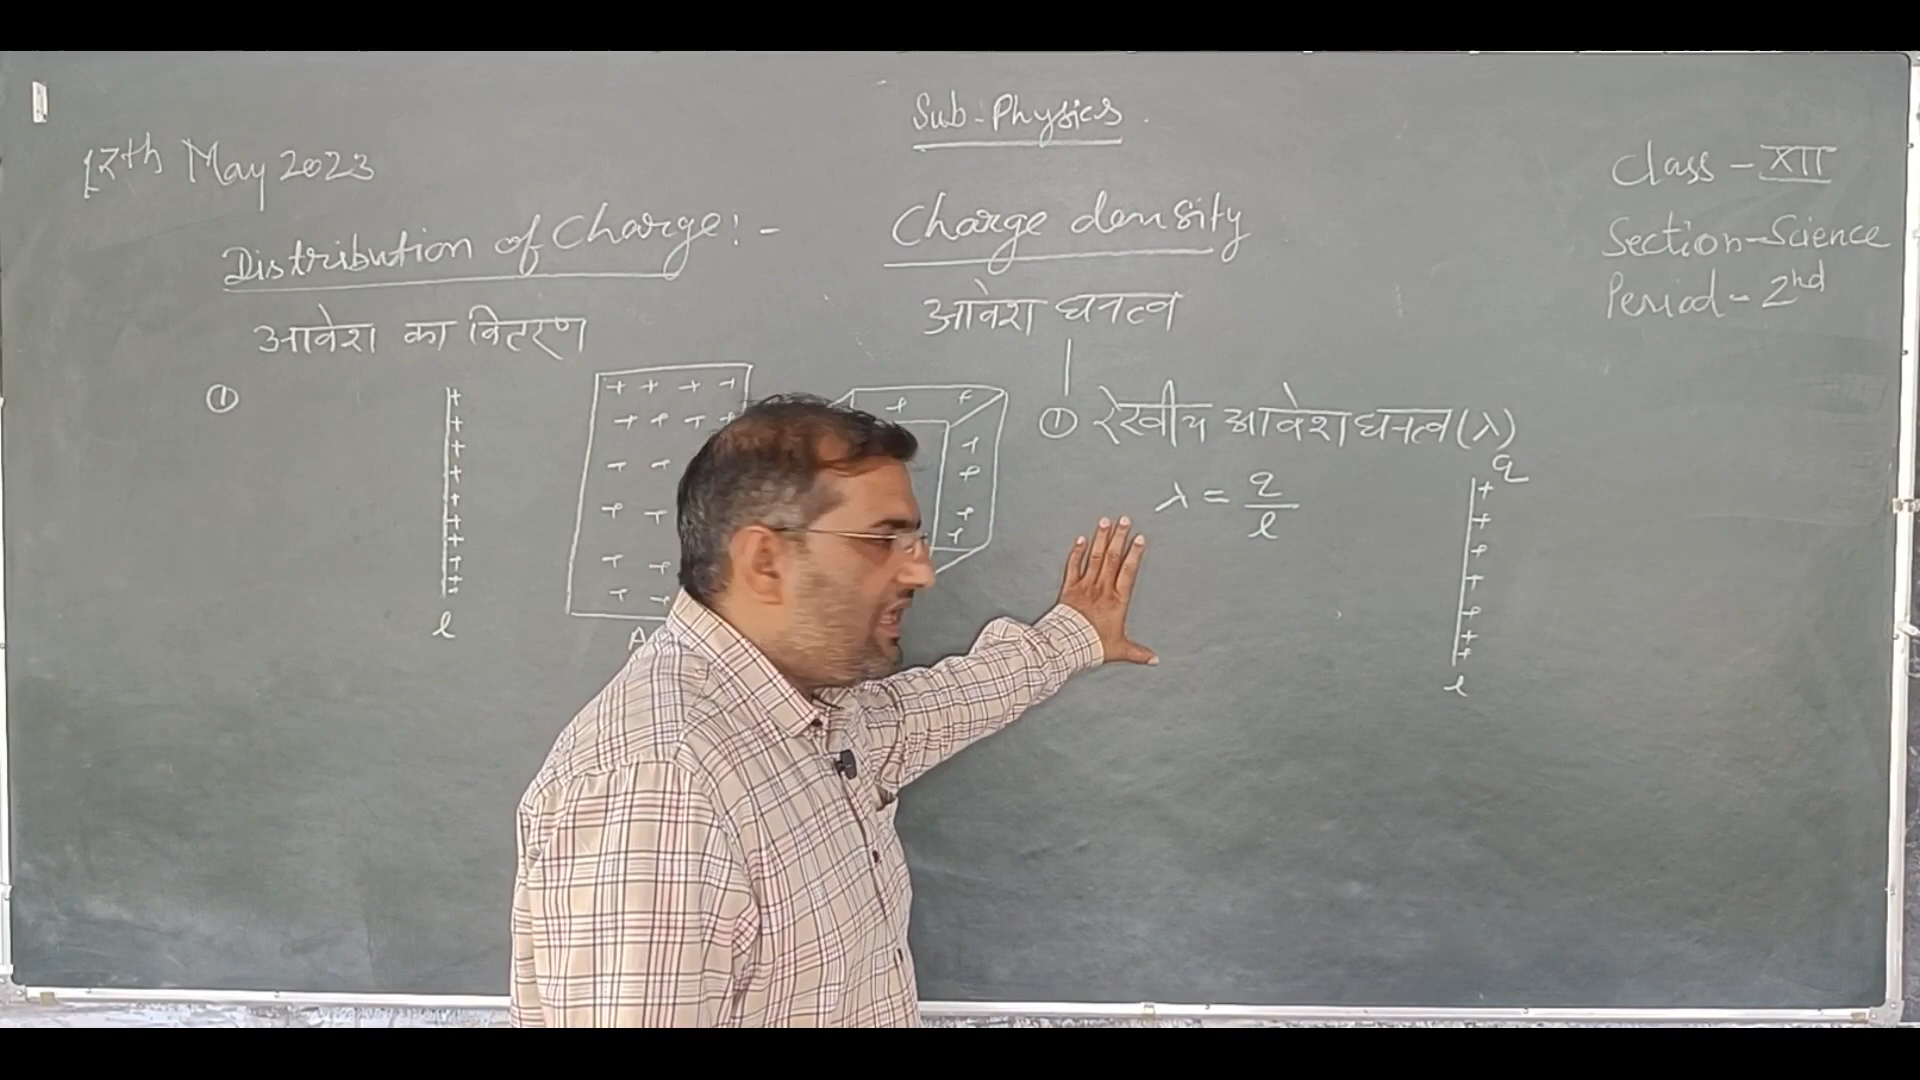 Sub-Physics.
17th May 2023
Class - XII
Section-Science
Period - 2nd
Distribution of Charge:-
आवेश का वितरण
Charge density
आवेश घनत्व
①
+ + + + + + + + + +
l
+ + + +
+ + + +
+ +
+ +
+ +
+ +
A
+ +
+
+
+
+
① रेखीय आवेश घनत्व (λ)
λ = q/l
q
+ + + + + + + +
l